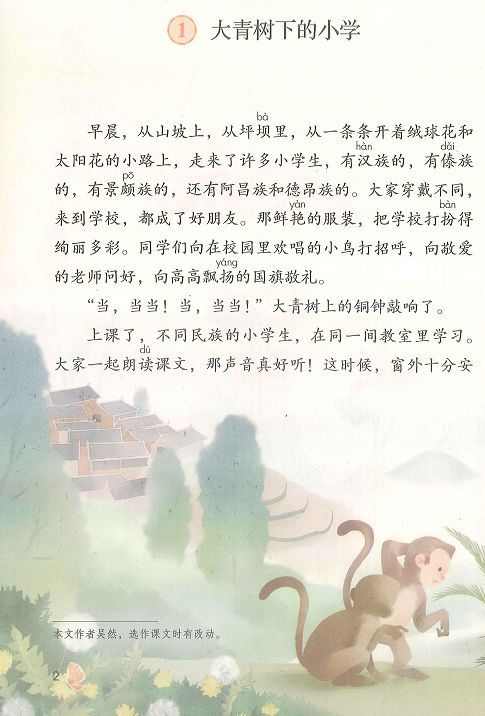 1 大青树下的小学
bà
早晨，从山坡上，从坪坝里，从一条条开着绒球花和
hàn dǎi
太阳花的小路上，走来了许多小学生，有汉族的，有傣族
pō
的，有景颇族的，还有阿昌族和德昂族的。大家穿戴不同，
yàn bàn
来到学校，都成了好朋友。那鲜艳的服装，把学校打扮得
绚丽多彩。同学们向在校园里欢唱的小鸟打招呼，向敬爱
yáng
的老师问好，向高高飘扬的国旗敬礼。
“当，当当！当，当当！”大青树上的铜钟敲响了。
上课了，不同民族的小学生，在同一间教室里学习。
dú
大家一起朗读课文，那声音真好听！这时候，窗外十分安
本文作者吴然，选作课文时有改动。
2